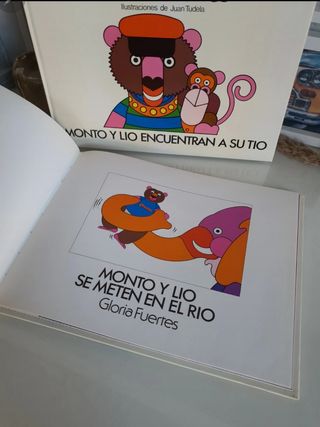 Ilustraciones de Juan Tudela
MONTO Y LIO ENCUENTRAN A SU TIO
MONTO Y LIO
SE METEN EN EL RIO
Gloria Fuertes